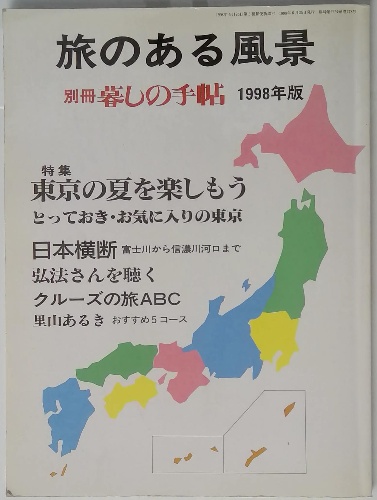 旅のある風景
別冊 暮しの手帖 1998年版
特集
東京の夏を楽しもう
とっておき・お気に入りの東京
日本横断 富士川から信濃川河口まで
弘法さんを聴く
クルーズの旅ABC
里山あるき おすすめ5コース